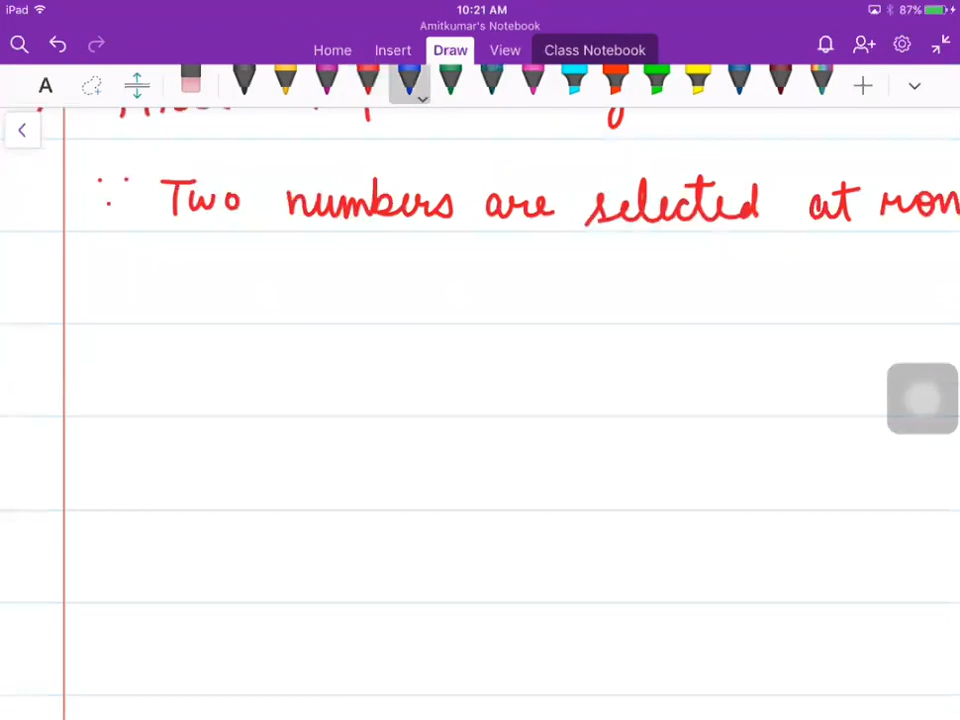 iPad 10:21 AM 87%
Amitkumar's Notebook
Home Insert Draw View Class Notebook
A
∵ Two numbers are selected at